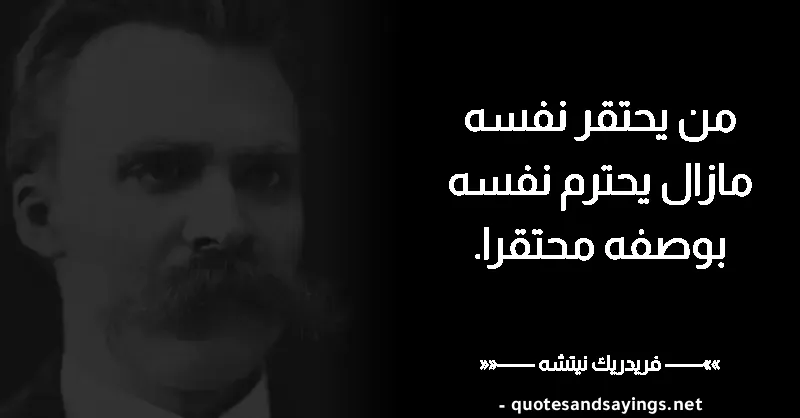 من يحتقر نفسه
مازال يحترم نفسه
بوصفه محتقرا.
»»——— فريدريك نيتشه ———««
- quotesandsayings.net